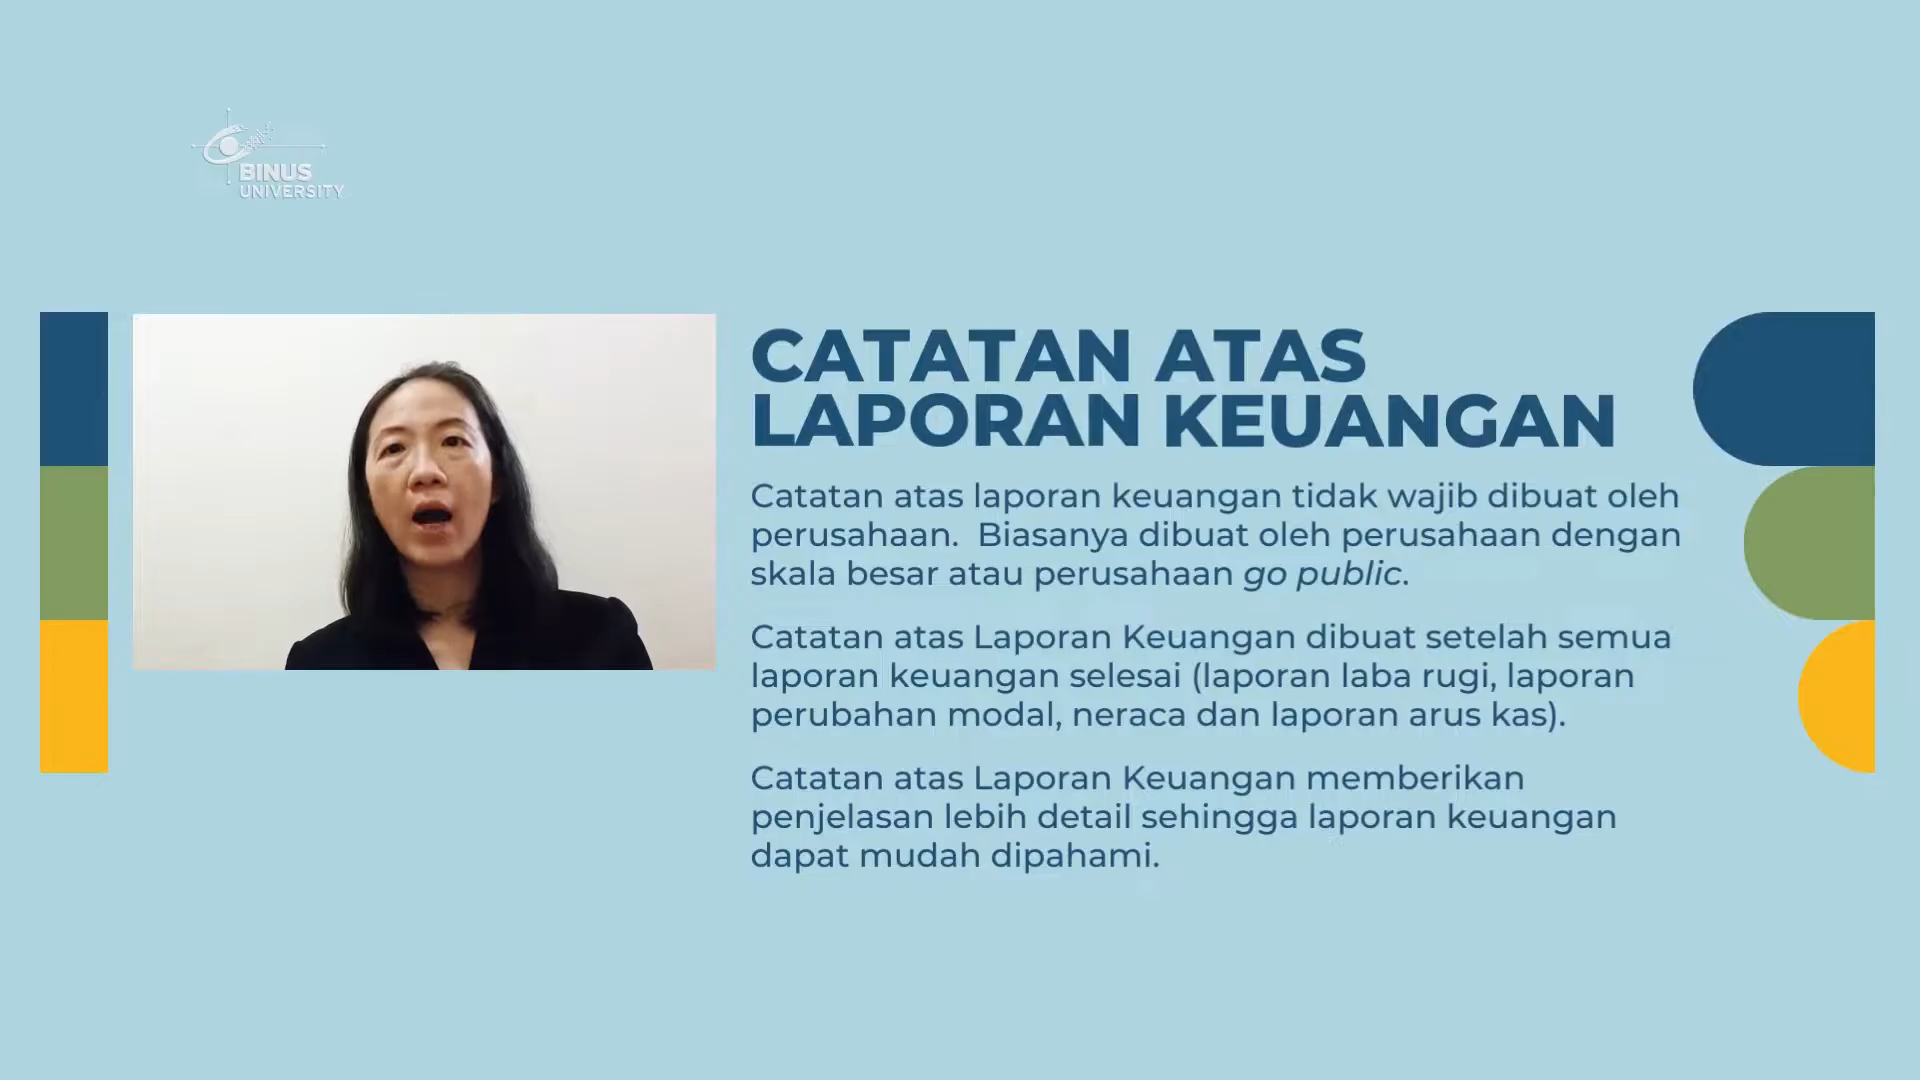 BINUS
UNIVERSITY
CATATAN ATAS
LAPORAN KEUANGAN
Catatan atas laporan keuangan tidak wajib dibuat oleh
perusahaan.  Biasanya dibuat oleh perusahaan dengan
skala besar atau perusahaan go public.
Catatan atas Laporan Keuangan dibuat setelah semua
laporan keuangan selesai (laporan laba rugi, laporan
perubahan modal, neraca dan laporan arus kas).
Catatan atas Laporan Keuangan memberikan
penjelasan lebih detail sehingga laporan keuangan
dapat mudah dipahami.